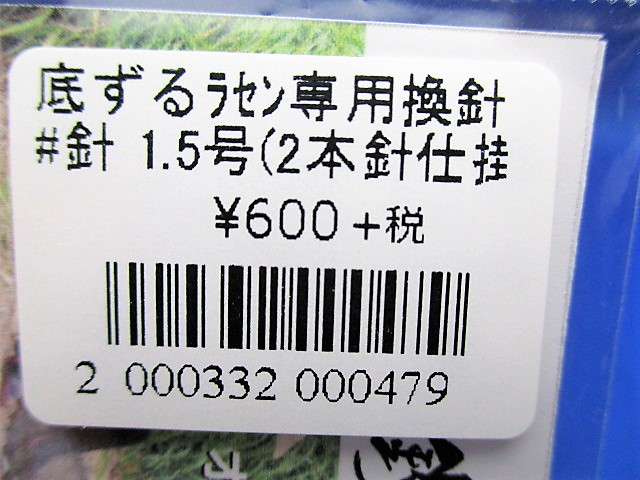 底ずるﾗｾﾝ専用換針
#針 1.5号(2本針仕掛
¥600+税
2 000332 000479
オ